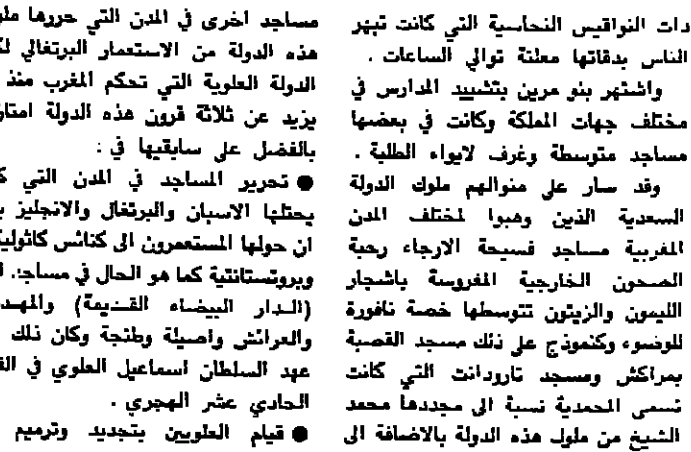 دات النواقيس النحاسية التي كانت تبهر
الناس بدقاتها معلنة توالي الساعات .
واشتهر بنو مرين بتشييد المدارس في
مختلف جهات المملكة وكانت في بعضها
مساجد متوسطة وغرف لايواء الطلبة .
وقد سار على منوالهم ملوك الدولة
السعدية الذين وهبوا لمختلف المدن
المغربية مساجد فسيحة الارجاء رحبة
الصحون الخارجية المغروسة باشجار
الليمون والزيتون تتوسطها خصة نافورة
للوضوء وكنموذج على ذلك مسجد القصبة
بمراكش ومسجد تارودانت التي كانت
تسمى المحمدية نسبة الى مجددها محمد
الشيخ من ملوك هذه الدولة بالاضافة الى
مساجد اخرى في المدن التي حررها
هذه الدولة من الاستعمار البرتغالي
الدولة العلوية التي تحكم المغرب منذ
يزيد عن ثلاثة قرون هذه الدولة
بالفضل على سابقيها في :
● تحرير المساجد في المدن التي
يحتلها الاسبان والبرتغال والانجليز
ان حولها المستعمرون الى كنائس
وبروتستانتية كما هو الحال في مساجد
(الدار البيضاء القديمة)
والعرائش واصيلة وطنجة وكان ذلك
عهد السلطان اسماعيل العلوي في
الحادي عشر الهجري .
● قيام العلويين بتجديد وترميم